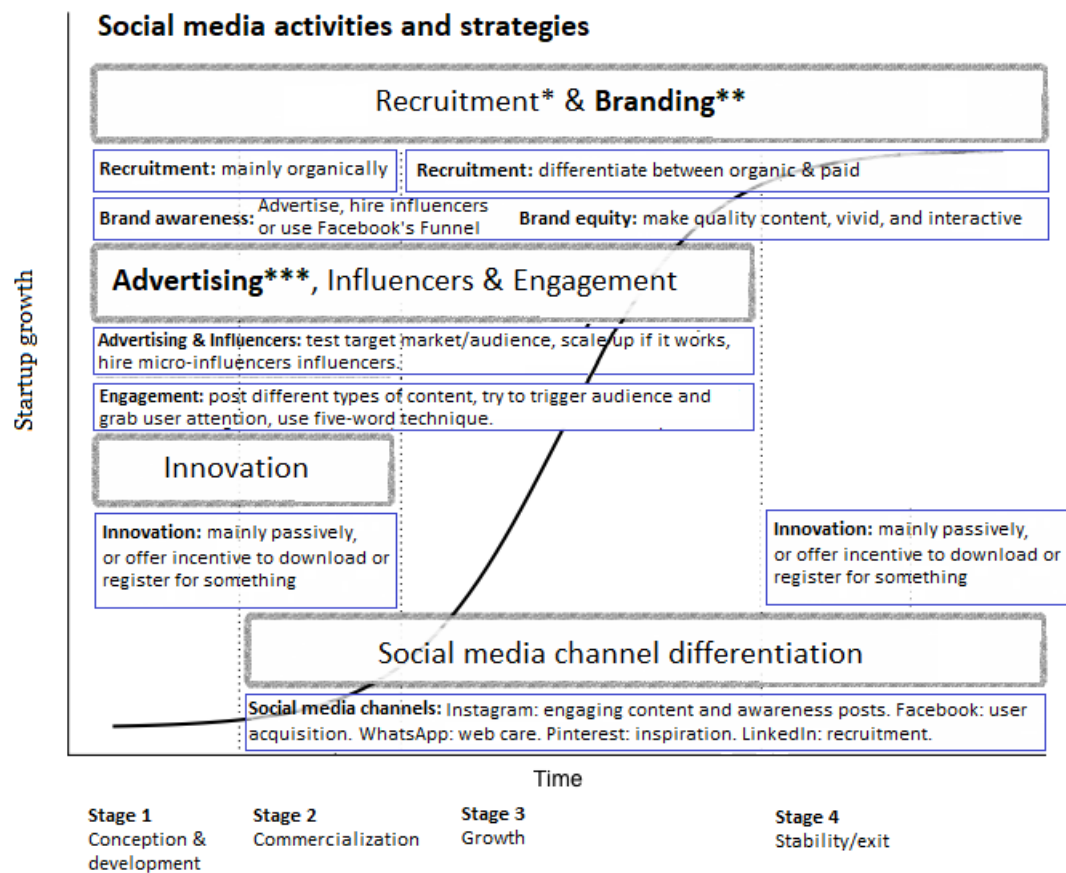 Social media activities and strategies
Recruitment* & Branding**
Recruitment: mainly organically
Recruitment: differentiate between organic & paid
Brand awareness: Advertise, hire influencers
or use Facebook's Funnel
Brand equity: make quality content, vivid, and interactive
Advertising***, Influencers & Engagement
Advertising & Influencers: test target market/audience, scale up if it works,
hire micro-influencers influencers.
Engagement: post different types of content, try to trigger audience and
grab user attention, use five-word technique.
Innovation
Innovation: mainly passively,
or offer incentive to download or
register for something
Innovation: mainly passively,
or offer incentive to download or
register for something
Social media channel differentiation
Social media channels: Instagram: engaging content and awareness posts. Facebook: user
acquisition. WhatsApp: web care. Pinterest: inspiration. LinkedIn: recruitment.
Startup growth
Time
Stage 1
Conception &
development
Stage 2
Commercialization
Stage 3
Growth
Stage 4
Stability/exit